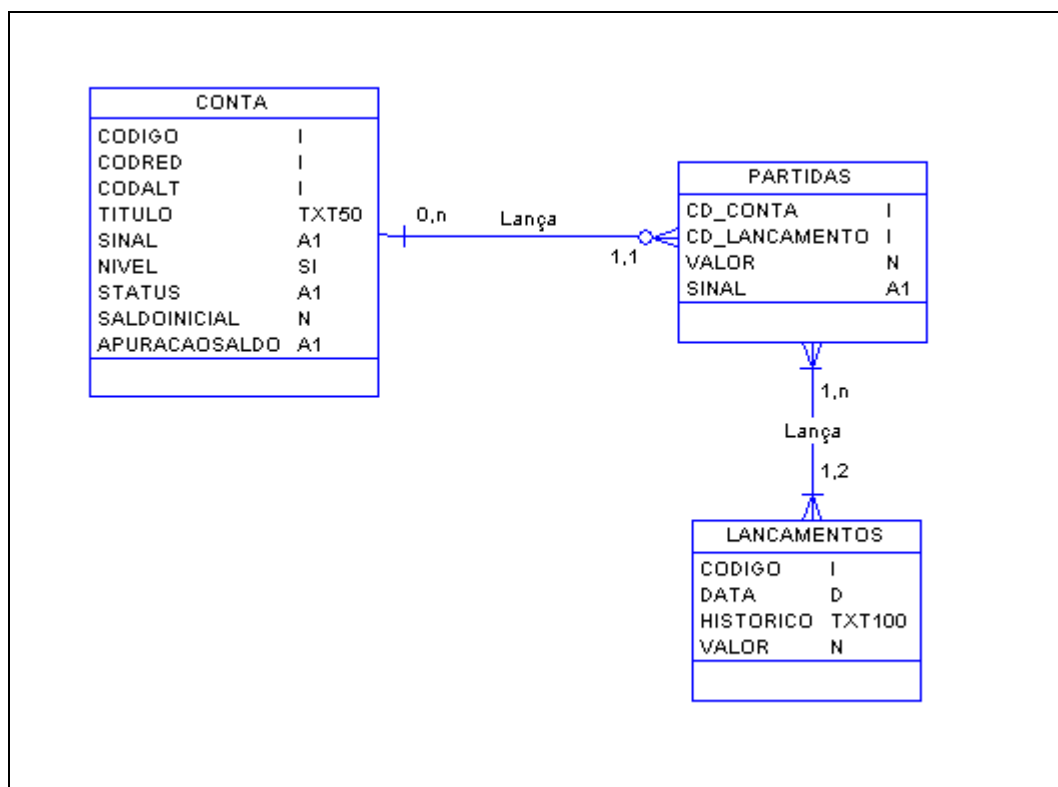 CONTA
CODIGO I
CODRED I
CODALT I
TITULO TXT50
SINAL A1
NIVEL SI
STATUS A1
SALDOINICIAL N
APURACAOSALDO A1
0,n
Lança
1,1
PARTIDAS
CD_CONTA I
CD_LANCAMENTO I
VALOR N
SINAL A1
1,n
Lança
1,2
LANCAMENTOS
CODIGO I
DATA D
HISTORICO TXT100
VALOR N